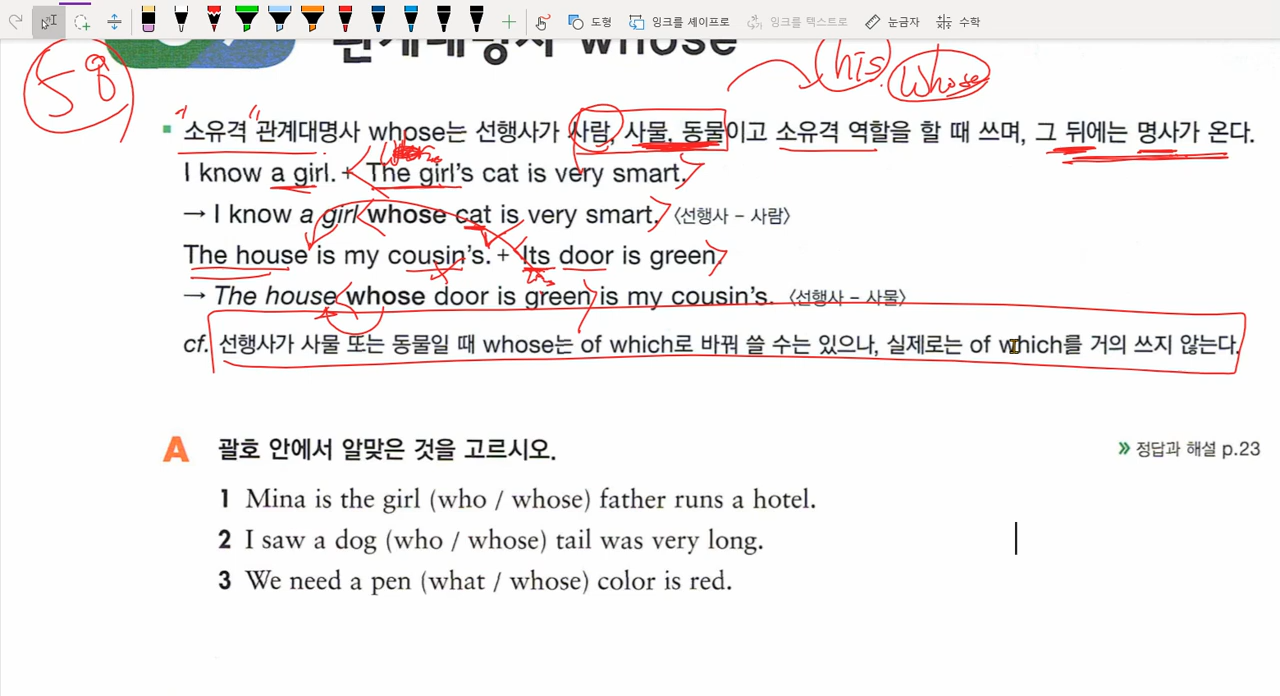 도형 잉크를 셰이프로 잉크를 텍스트로 눈금자 수학
관계대명사 whose
58
his whose
"소유격" 관계대명사 whose는 선행사가 사람, 사물, 동물이고 소유격 역할을 할 때 쓰며, 그 뒤에는 명사가 온다.
I know a girl. + The girl's cat is very smart.
→ I know a girl whose cat is very smart. 〈선행사 – 사람〉
The house is my cousin's. + Its door is green.
→ The house whose door is green is my cousin's. 〈선행사 – 사물〉
cf. 선행사가 사물 또는 동물일 때 whose는 of which로 바꿔 쓸 수는 있으나, 실제로는 of which를 거의 쓰지 않는다.
A 괄호 안에서 알맞은 것을 고르시오.
» 정답과 해설 p.23
1 Mina is the girl (who / whose) father runs a hotel.
2 I saw a dog (who / whose) tail was very long.
3 We need a pen (what / whose) color is red.